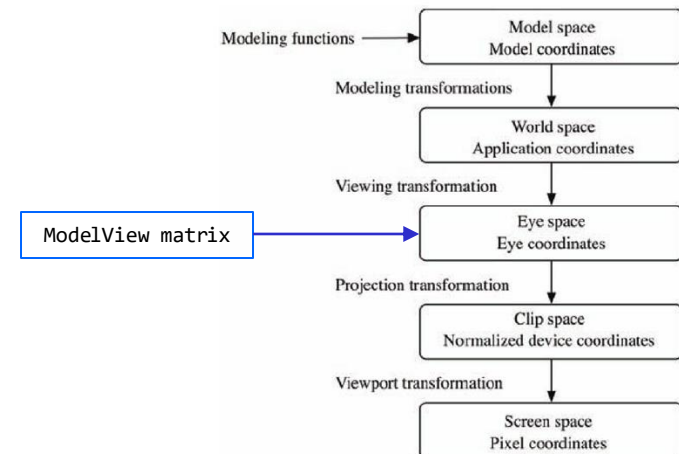 Modeling functions
Model space
Model coordinates
Modeling transformations
World space
Application coordinates
Viewing transformation
ModelView matrix
Eye space
Eye coordinates
Projection transformation
Clip space
Normalized device coordinates
Viewport transformation
Screen space
Pixel coordinates